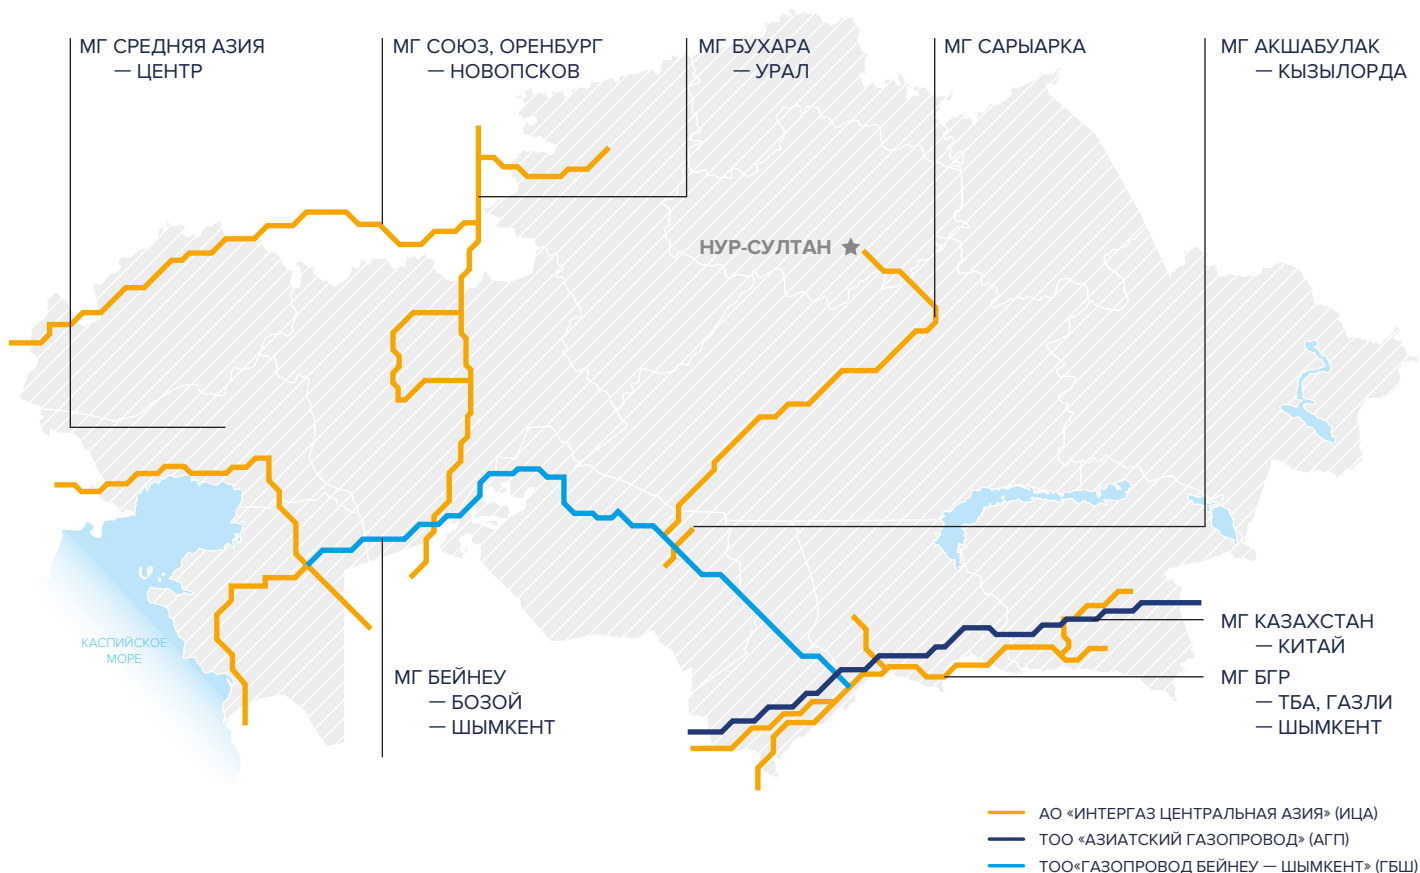 МГ СРЕДНЯЯ АЗИЯ
— ЦЕНТР
МГ СОЮЗ, ОРЕНБУРГ
— НОВОПСКОВ
МГ БУХАРА
— УРАЛ
МГ САРЫАРКА
МГ АКШАБУЛАК
— КЫЗЫЛОРДА
НУР-СУЛТАН
КАСПИЙСКОЕ
МОРЕ
МГ БЕЙНЕУ
— БОЗОЙ
— ШЫМКЕНТ
МГ КАЗАХСТАН
— КИТАЙ
МГ БГР
— ТБА, ГАЗЛИ
— ШЫМКЕНТ
АО «ИНТЕРГАЗ ЦЕНТРАЛЬНАЯ АЗИЯ» (ИЦА)
ТОО «АЗИАТСКИЙ ГАЗОПРОВОД» (АГП)
ТОО«ГАЗОПРОВОД БЕЙНЕУ — ШЫМКЕНТ» (ГБШ)